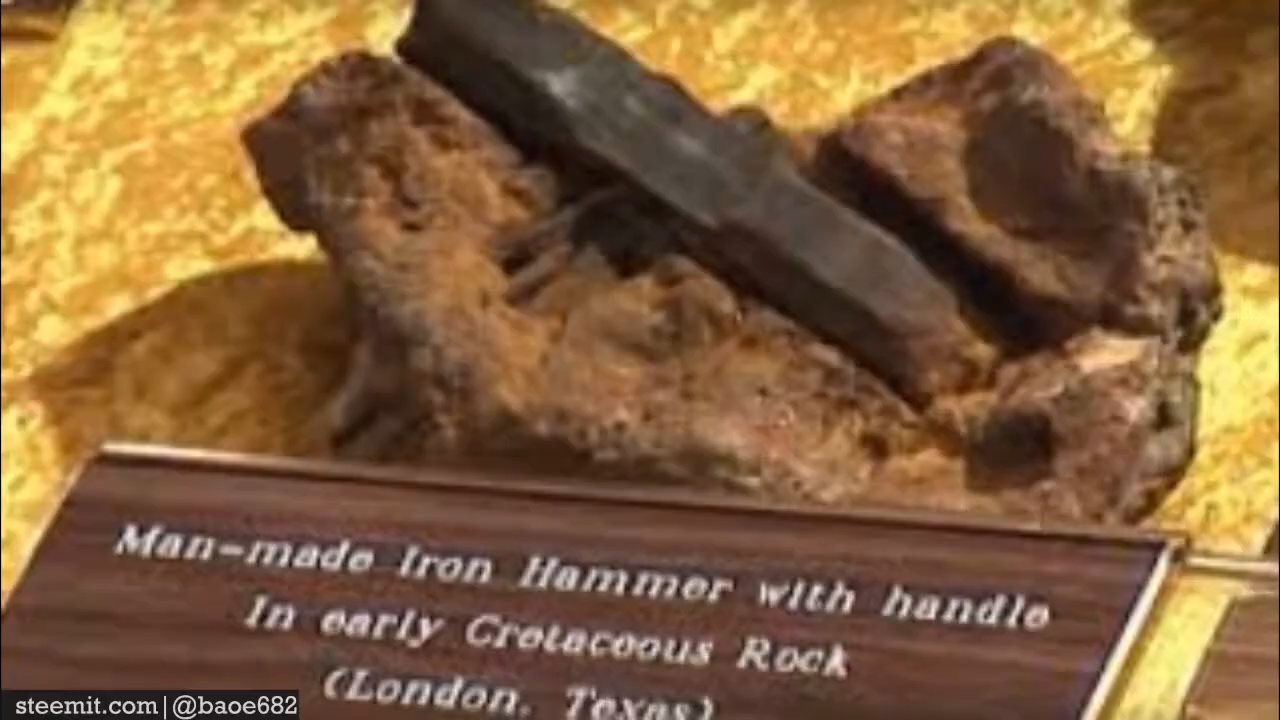 Man-made Iron Hammer with handle
In early Cretaceous Rock
(London, Texas)
steemit.com | @baoe682